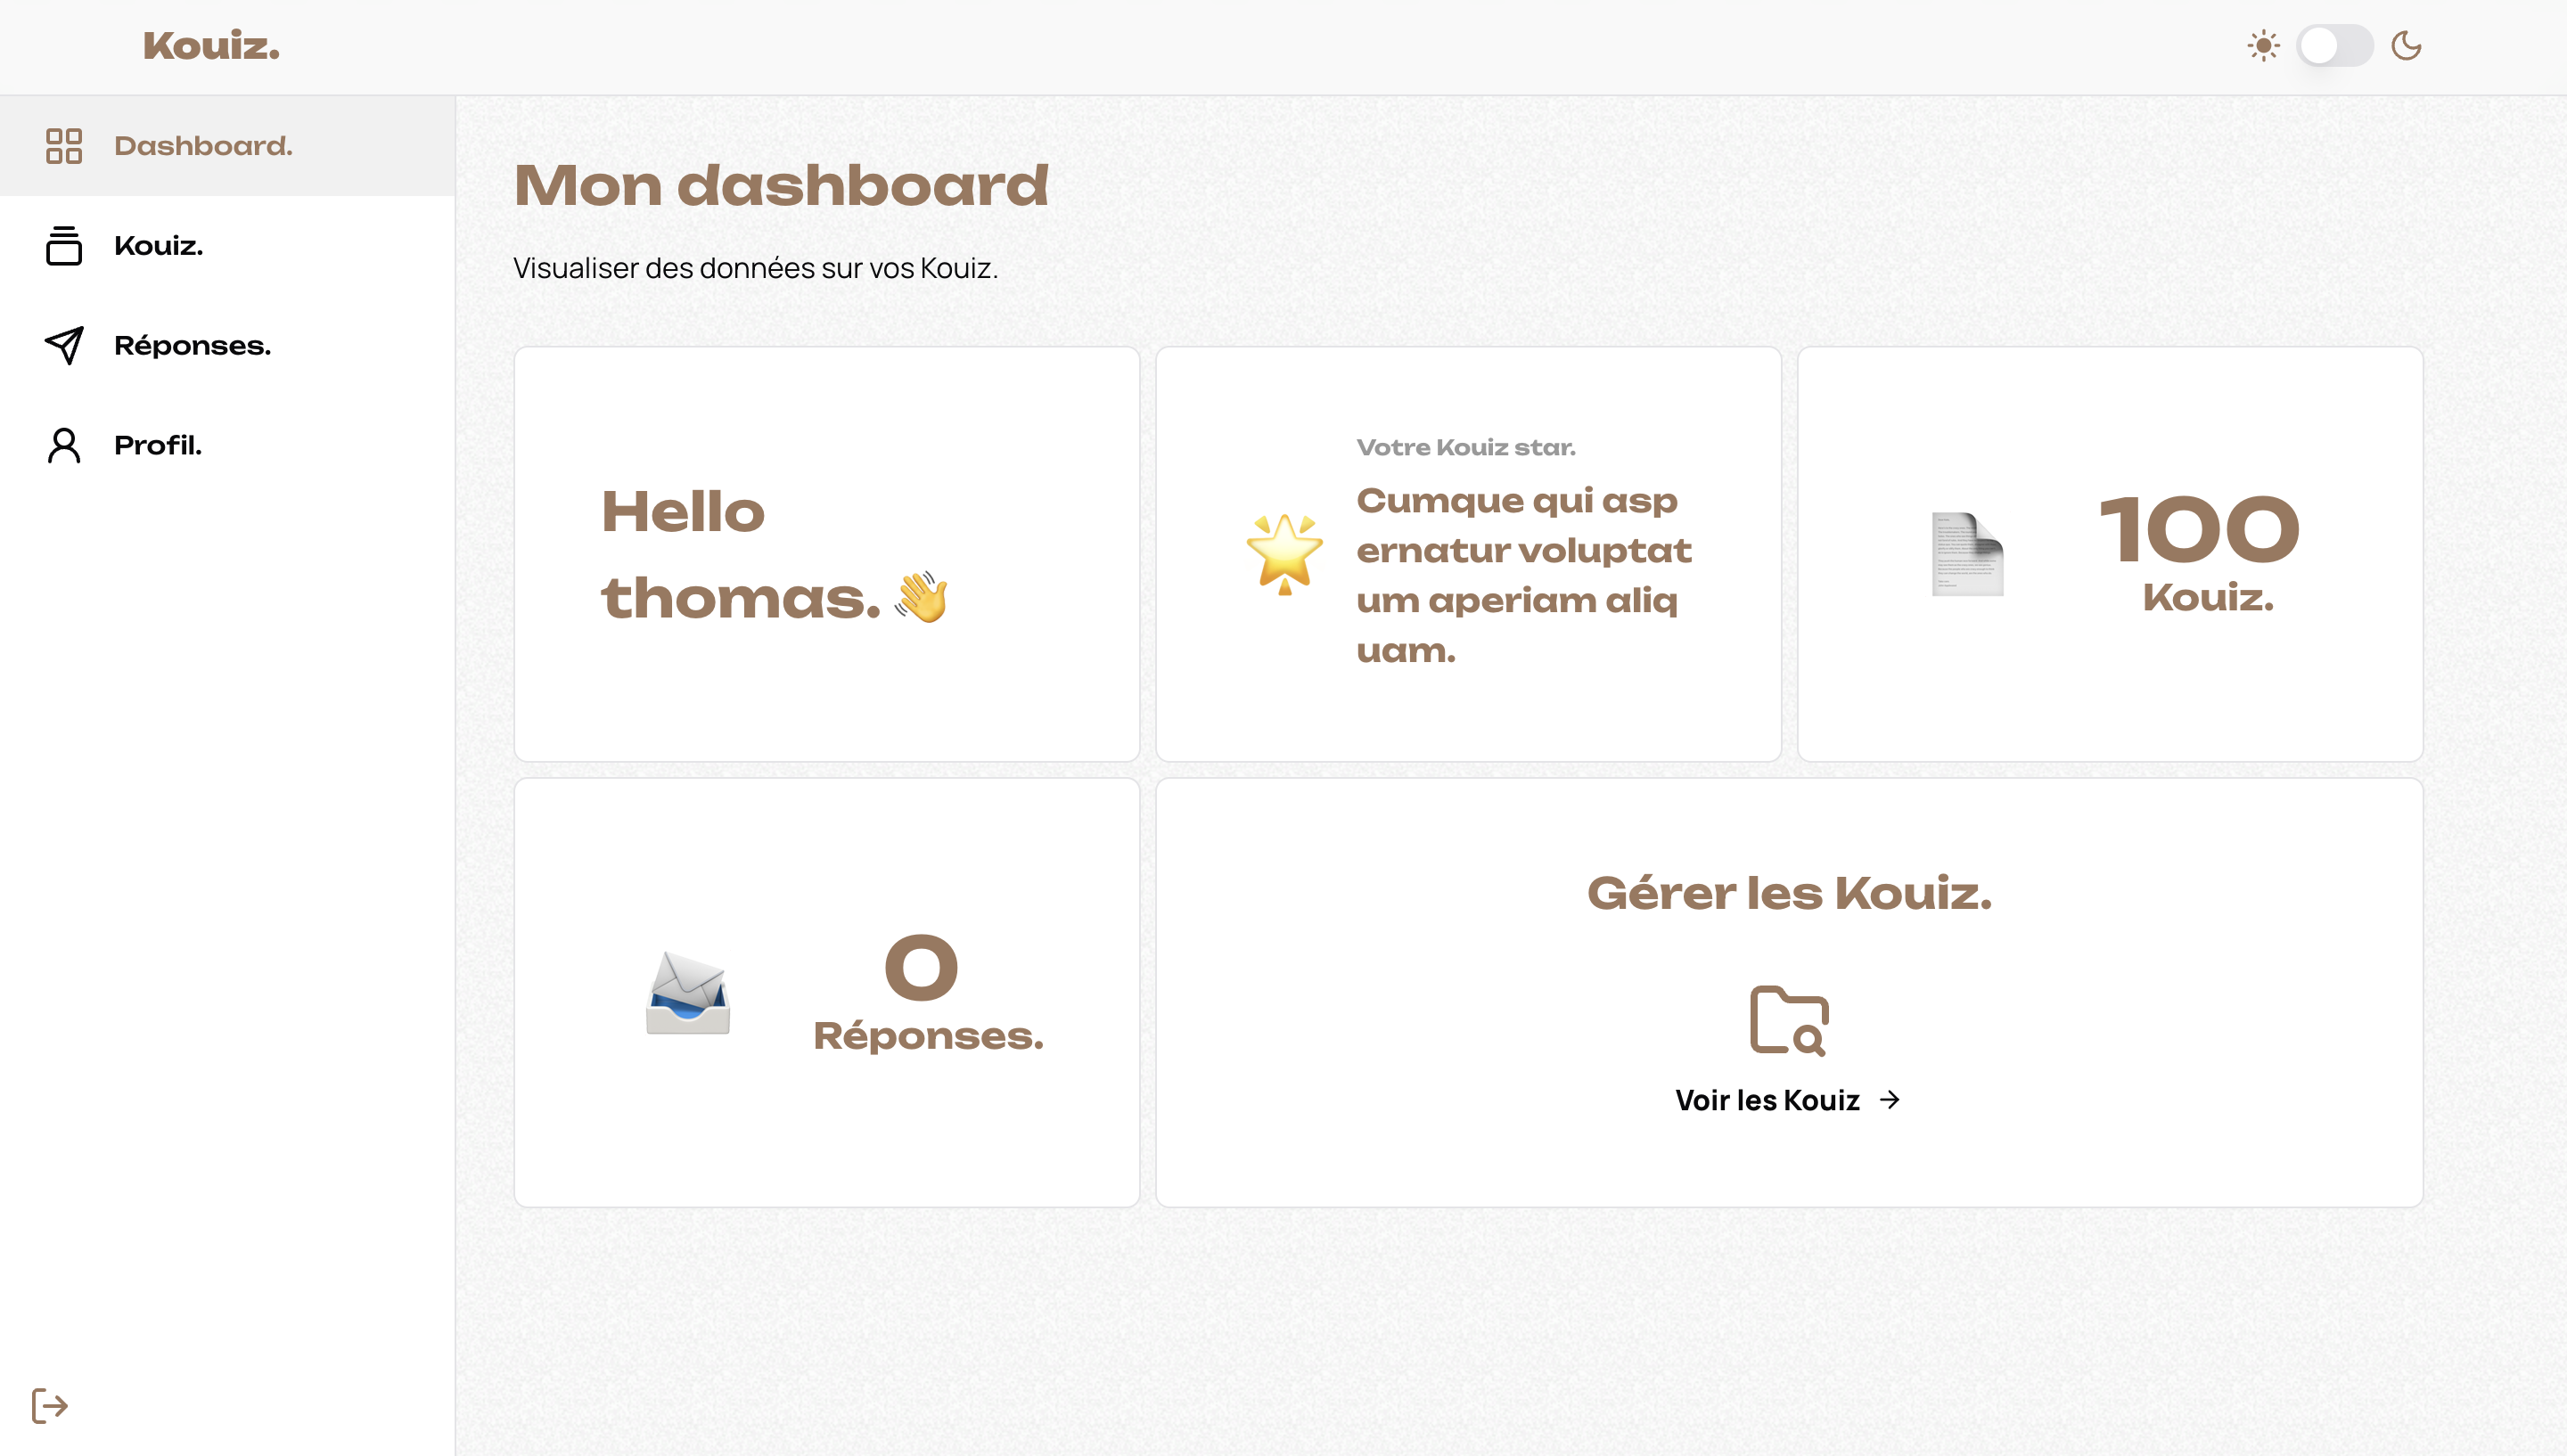 Kouiz.
Dashboard.
Kouiz.
Réponses.
Profil.
Mon dashboard
Visualiser des données sur vos Kouiz.
Hello
thomas. 👋
Votre Kouiz star.
Cumque qui asp
ernatur voluptat
um aperiam aliq
uam.
100
Kouiz.
0
Réponses.
Gérer les Kouiz.
Voir les Kouiz →